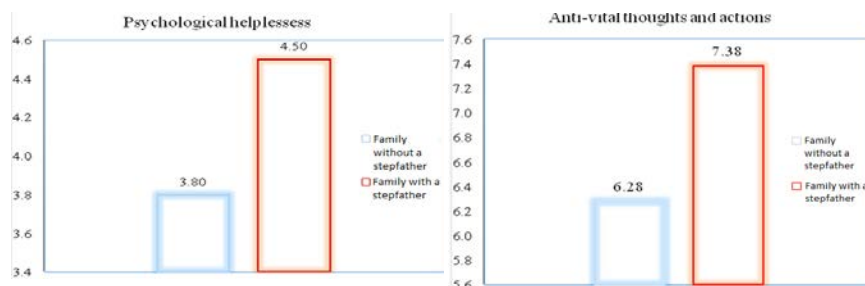 Psychological helplessess
4.6
4.4
4.2
4.0
3.8
3.6
3.4
3.80
4.50
Family
without a
stepfather
Family with a
stepfather
Anti-vital thoughts and actions
7.6
7.4
7.2
7.0
6.8
6.6
6.4
6.2
6.0
5.8
5.6
6.28
7.38
Family
without a
stepfather
Family with a
stepfather